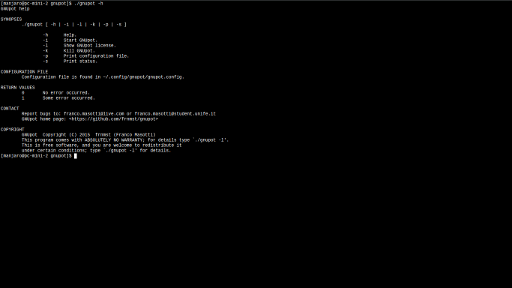 [manjaro@pc-mini-2 gnupot]$ ./gnupot -h
GNUpot help

SYNOPSES
./gnupot [ -h | -i | -l | -k | -p | -s ]

-h Help.
-i Start GNUpot.
-l Show GNUpot license.
-k Kill GNUpot.
-p Print configuration file.
-s Print status.

CONFIGURATION FILE
Configuration file is found in ~/.config/gnupot/gnupot.config.

RETURN VALUES
0 No error occurred.
1 Some error occurred.

CONTACT
Report bugs to: franco.masotti@live.com or franco.masotti@student.unife.it
GNUpot home page: <https://github.com/frnmst/gnupot>

COPYRIGHT
GNUpot Copyright (C) 2015 frnmst (Franco Masotti)
This program comes with ABSOLUTELY NO WARRANTY; for details type `./gnupot -l'.
This is free software, and you are welcome to redistribute it
under certain conditions; type `./gnupot -l' for details.
[manjaro@pc-mini-2 gnupot]$